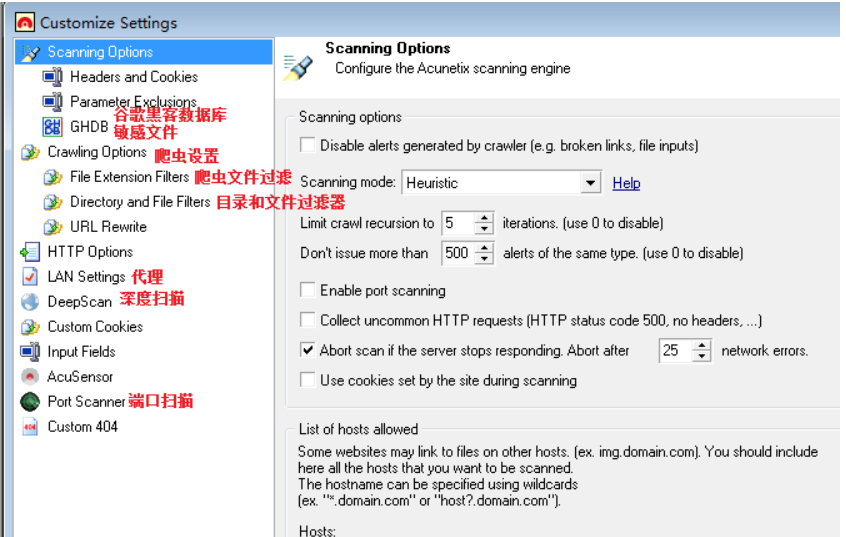 Customize Settings
Scanning Options
Headers and Cookies
Parameter Exclusions
GHDB 谷歌黑客数据库
敏感文件
Crawling Options 爬虫设置
File Extension Filters 爬虫文件过滤
Directory and File Filters 目录和文件过滤器
URL Rewrite
HTTP Options
LAN Settings 代理
DeepScan 深度扫描
Custom Cookies
Input Fields
AcuSensor
Port Scanner 端口扫描
Custom 404
Scanning Options
Configure the Acunetix scanning engine
Scanning options
Disable alerts generated by crawler (e.g. broken links, file inputs)
Scanning mode: Heuristic Help
Limit crawl recursion to 5 iterations. (use 0 to disable)
Don't issue more than 500 alerts of the same type. (use 0 to disable)
Enable port scanning
Collect uncommon HTTP requests (HTTP status code 500, no headers, ...)
Abort scan if the server stops responding. Abort after 25 network errors.
Use cookies set by the site during scanning
List of hosts allowed
Some websites may link to files on other hosts. (ex. img.domain.com). You should include
here all the hosts that you want to be scanned.
The hostname can be specified using wildcards
(ex. "*.domain.com" or "host?.domain.com").
Hosts: